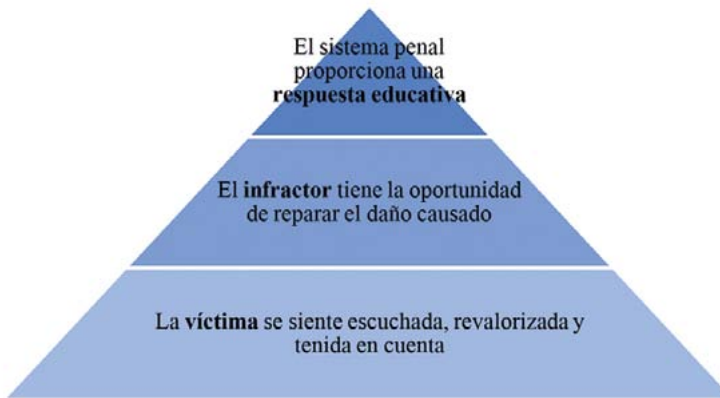 El sistema penal
proporciona una
respuesta educativa
El infractor tiene la oportunidad
de reparar el daño causado
La víctima se siente escuchada, revalorizada y
tenida en cuenta